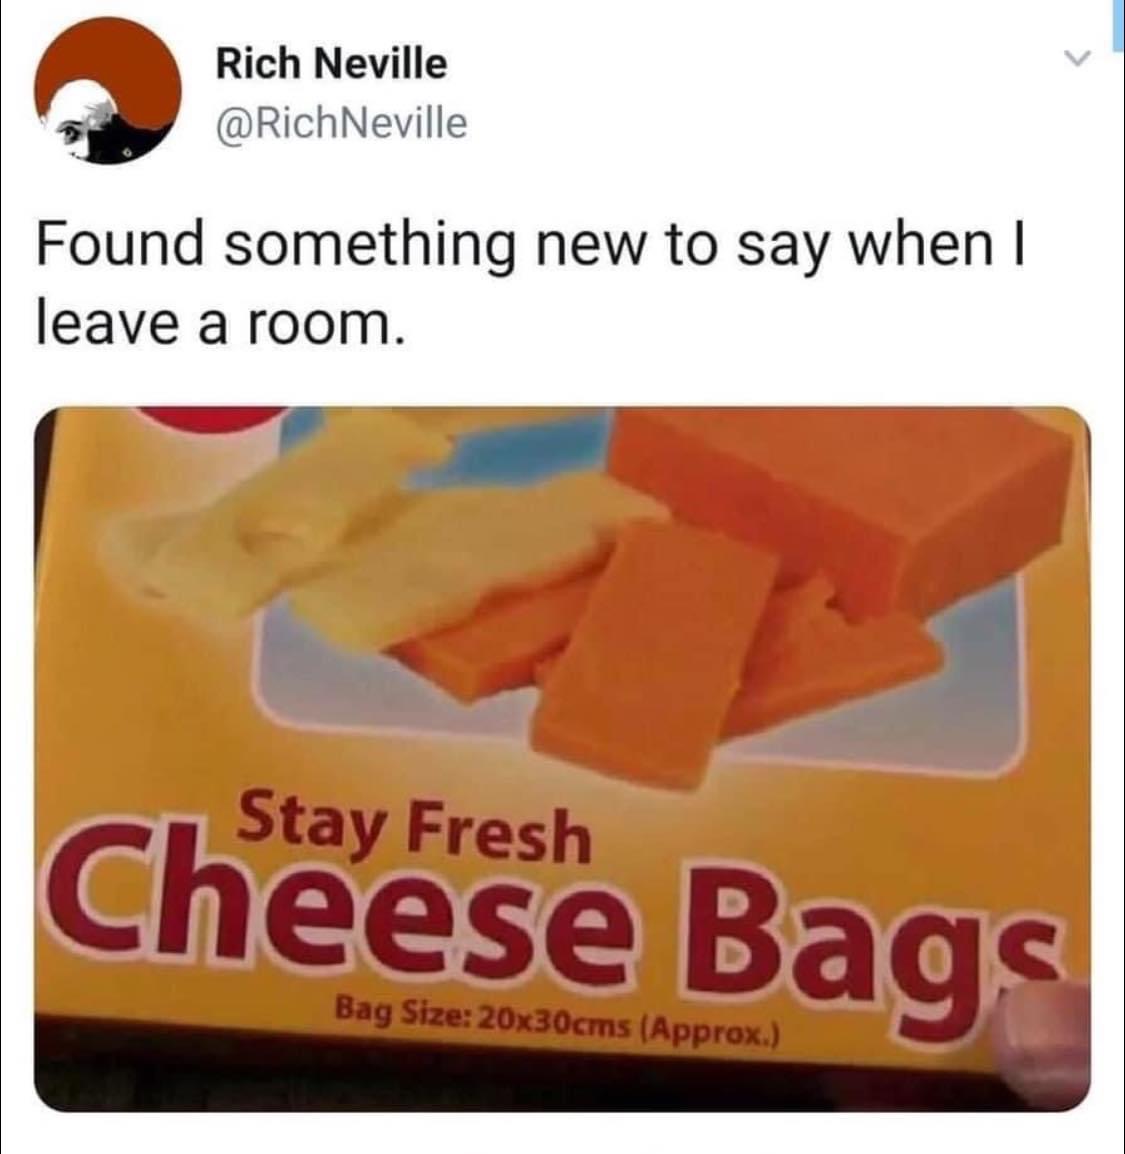 Rich Neville
@RichNeville
Found something new to say when I
leave a room.
Stay Fresh
Cheese Bags
Bag Size: 20x30cms (Approx.)